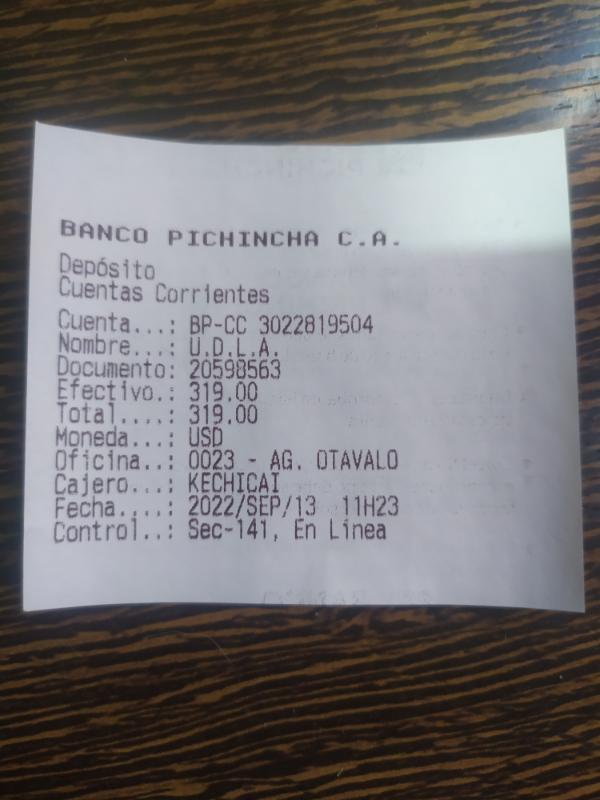 BANCO PICHINCHA C.A.
Depósito
Cuentas Corrientes
Cuenta...: BP-CC 3022819504
Nombre...: U.D.L.A.
Documento: 20598563
Efectivo.: 319.00
Total....: 319.00
Moneda...: USD
Oficina..: 0023 - AG. OTAVALO
Cajero...: KECHICAI
Fecha....: 2022/SEP/13 11H23
Control..: Sec-141, En Línea